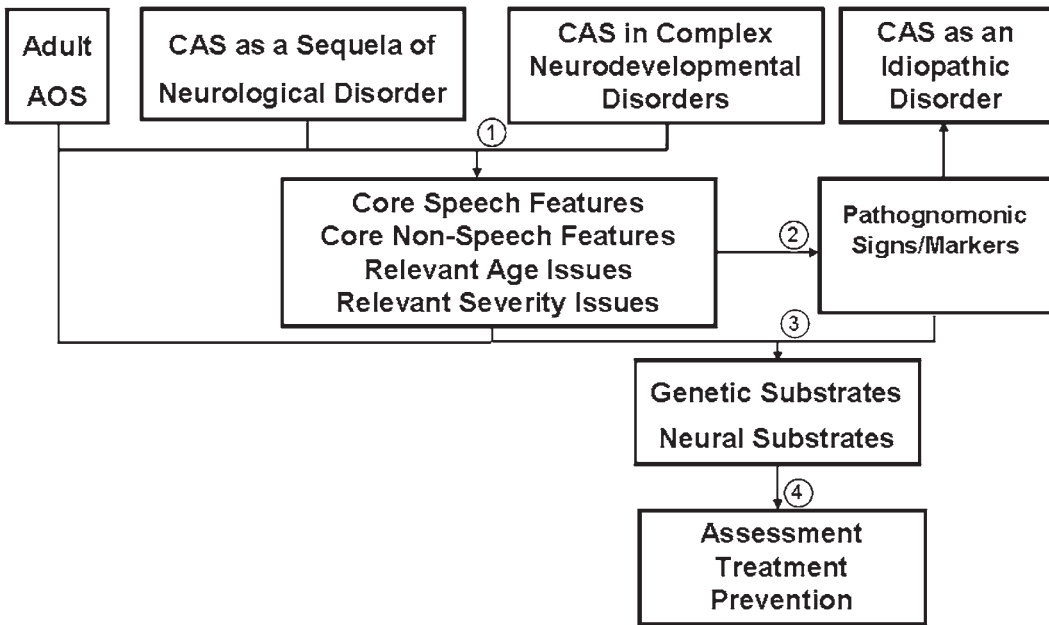 Adult
AOS
CAS as a Sequela of
Neurological Disorder
CAS in Complex
Neurodevelopmental
Disorders
CAS as an
Idiopathic
Disorder
1
Core Speech Features
Core Non-Speech Features
Relevant Age Issues
Relevant Severity Issues
2
Pathognomonic
Signs/Markers
3
Genetic Substrates
Neural Substrates
4
Assessment
Treatment
Prevention